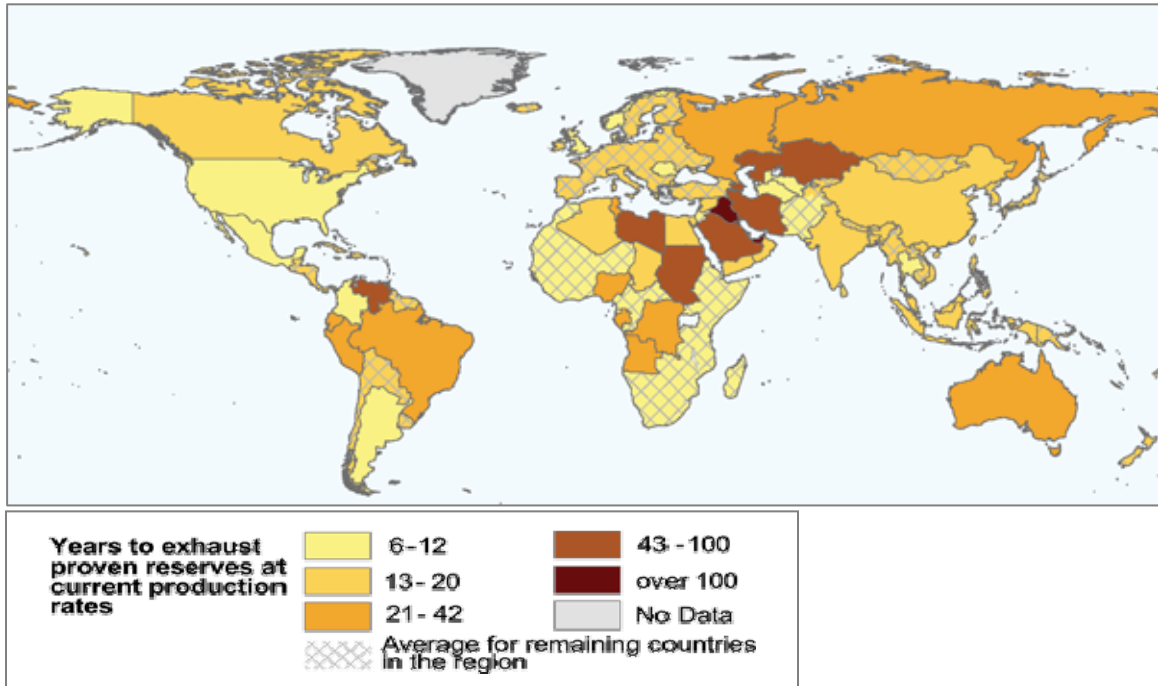 Years to exhaust
proven reserves at
current production
rates
6-12
13- 20
21- 42
43 -100
over 100
No Data
Average for remaining countries
in the region